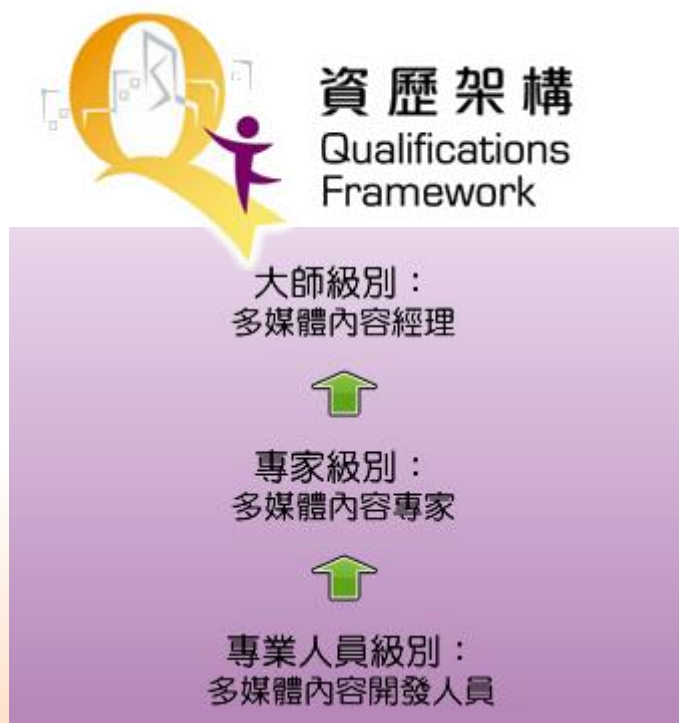 資歷架構
Qualifications
Framework
大師級別：
多媒體內容經理
專家級別：
多媒體內容專家
專業人員級別：
多媒體內容開發人員